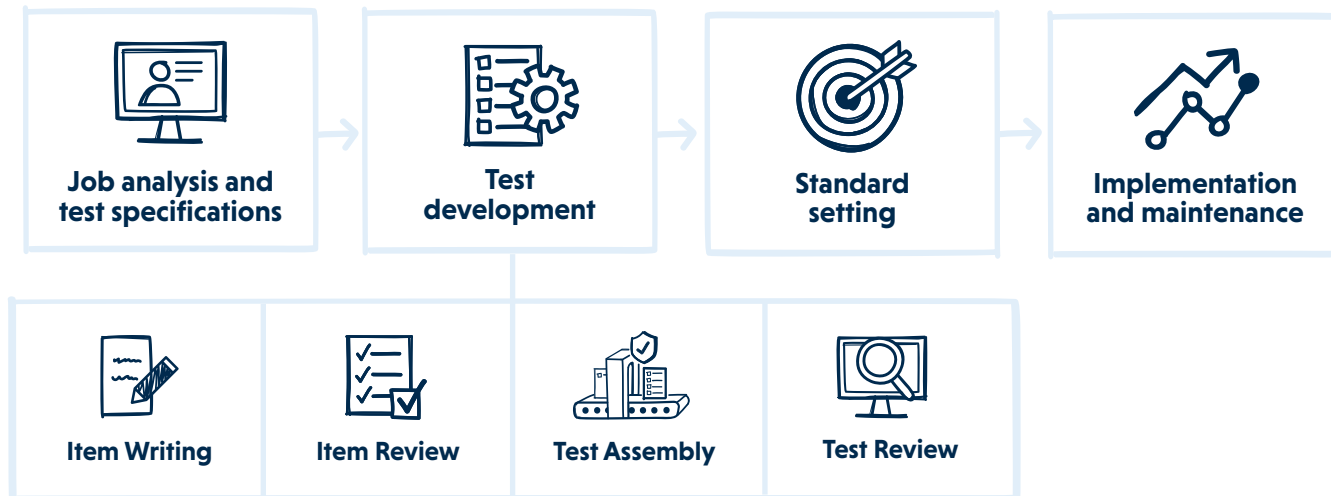 Job analysis and
test specifications
Test
development
Standard
setting
Implementation
and maintenance
Item Writing
Item Review
Test Assembly
Test Review